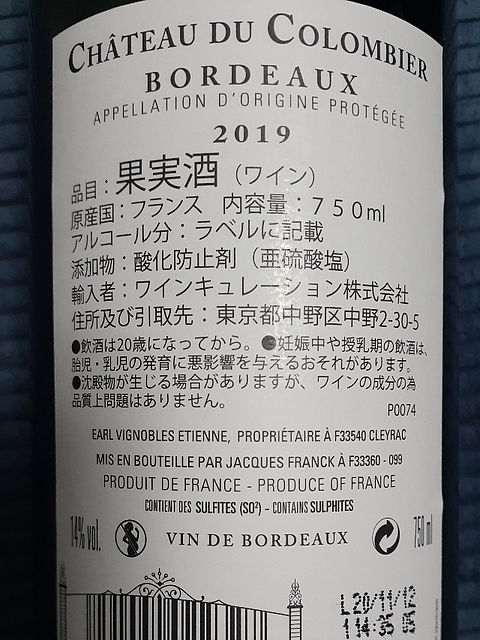 CHÂTEAU DU COLOMBIER
BORDEAUX
APPELLATION D'ORIGINE PROTÉGÉE
2019
品目：果実酒（ワイン）
原産国：フランス　内容量：７５０ml
アルコール分：ラベルに記載
添加物：酸化防止剤（亜硫酸塩）
輸入者：ワインキュレーション株式会社
住所及び引取先：東京都中野区中野2-30-5
●飲酒は20歳になってから。●妊娠中や授乳期の飲酒は、
胎児・乳児の発育に悪影響を与えるおそれがあります。
●沈殿物が生じる場合がありますが、ワインの成分の為
品質上問題はありません。
P0074
EARL VIGNOBLES ETIENNE, PROPRIÉTAIRE À F33540 CLEYRAC
MIS EN BOUTEILLE PAR JACQUES FRANCK À F33360 - 099
PRODUIT DE FRANCE - PRODUCE OF FRANCE
CONTIENT DES SULFITES (SO²) - CONTAINS SULPHITES
14% vol. VIN DE BORDEAUX 750 ml
L20/11/12
114:35 05